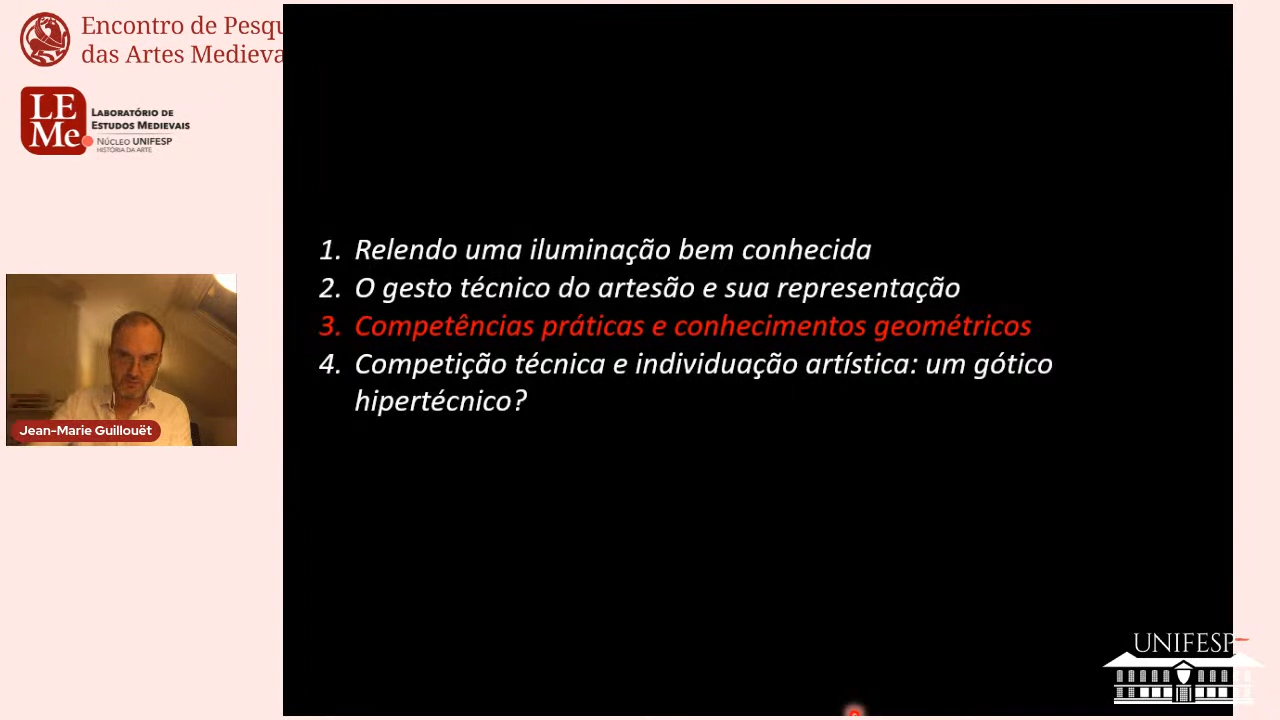 Encontro de Pesqu
das Artes Medieva
LE
Me
LABORATÓRIO DE
ESTUDOS MEDIEVAIS
NÚCLEO UNIFESP
HISTÓRIA DA ARTE
1. Relendo uma iluminação bem conhecida
2. O gesto técnico do artesão e sua representação
3. Competências práticas e conhecimentos geométricos
4. Competição técnica e individuação artística: um gótico
hipertécnico?
Jean-Marie Guillouët
UNIFESP